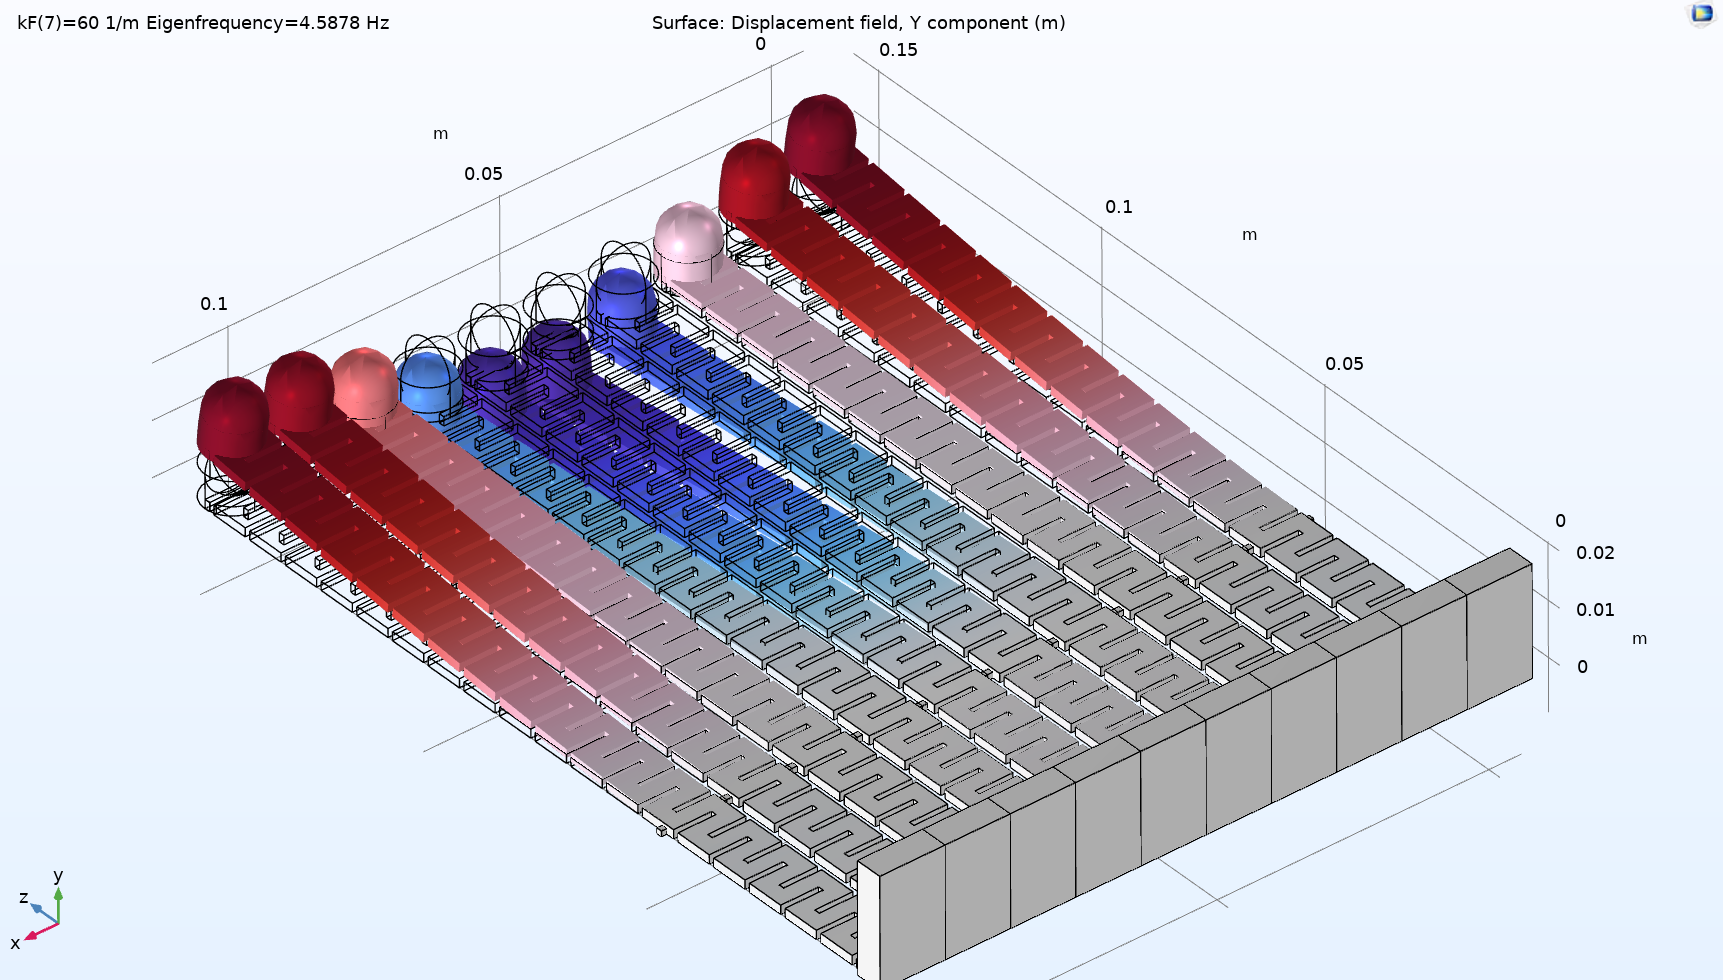 kF(7)=60 1/m Eigenfrequency=4.5878 Hz
Surface: Displacement field, Y component (m)
0
0.15
m
0.05
0.1
m
0.1
0.05
0
0.02
0.01
m
0
y
z
x